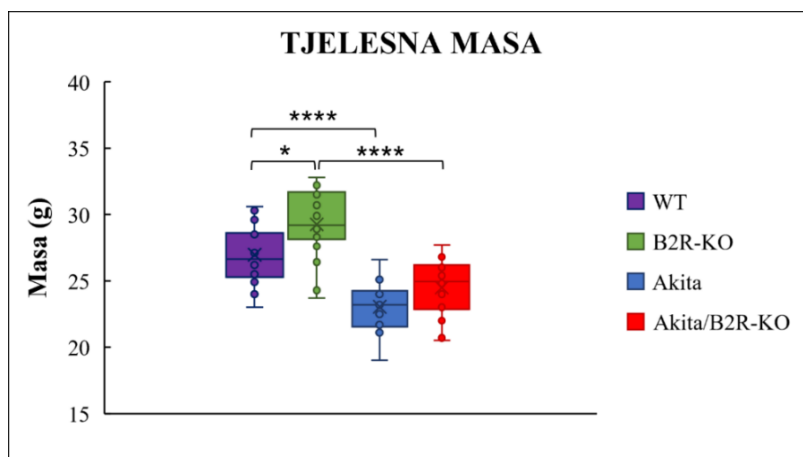 TJELESNA MASA
Masa (g)
40
35
30
25
20
15
****
*
****
WT
B2R-KO
Akita
Akita/B2R-KO